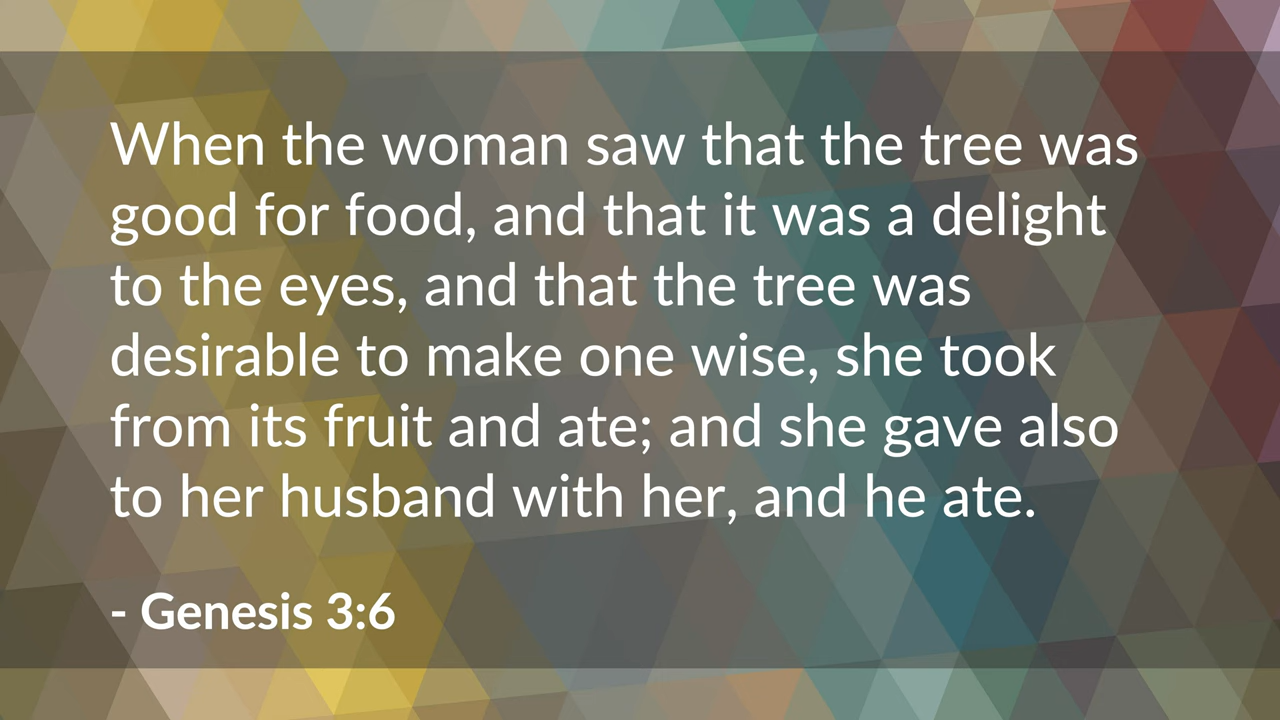 When the woman saw that the tree was
good for food, and that it was a delight
to the eyes, and that the tree was
desirable to make one wise, she took
from its fruit and ate; and she gave also
to her husband with her, and he ate.
- Genesis 3:6